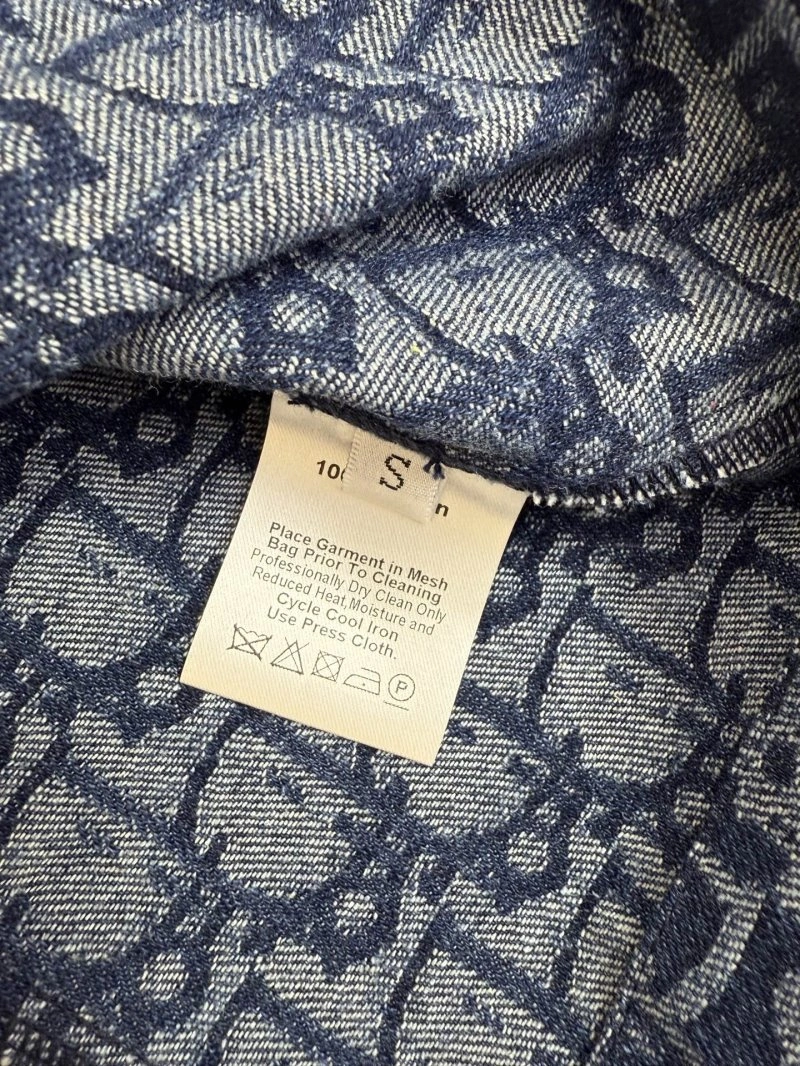 S
Place Garment in Mesh
Bag Prior To Cleaning
Professionally Dry Clean Only
Reduced Heat,Moisture and
Cycle Cool Iron
Use Press Cloth.
P